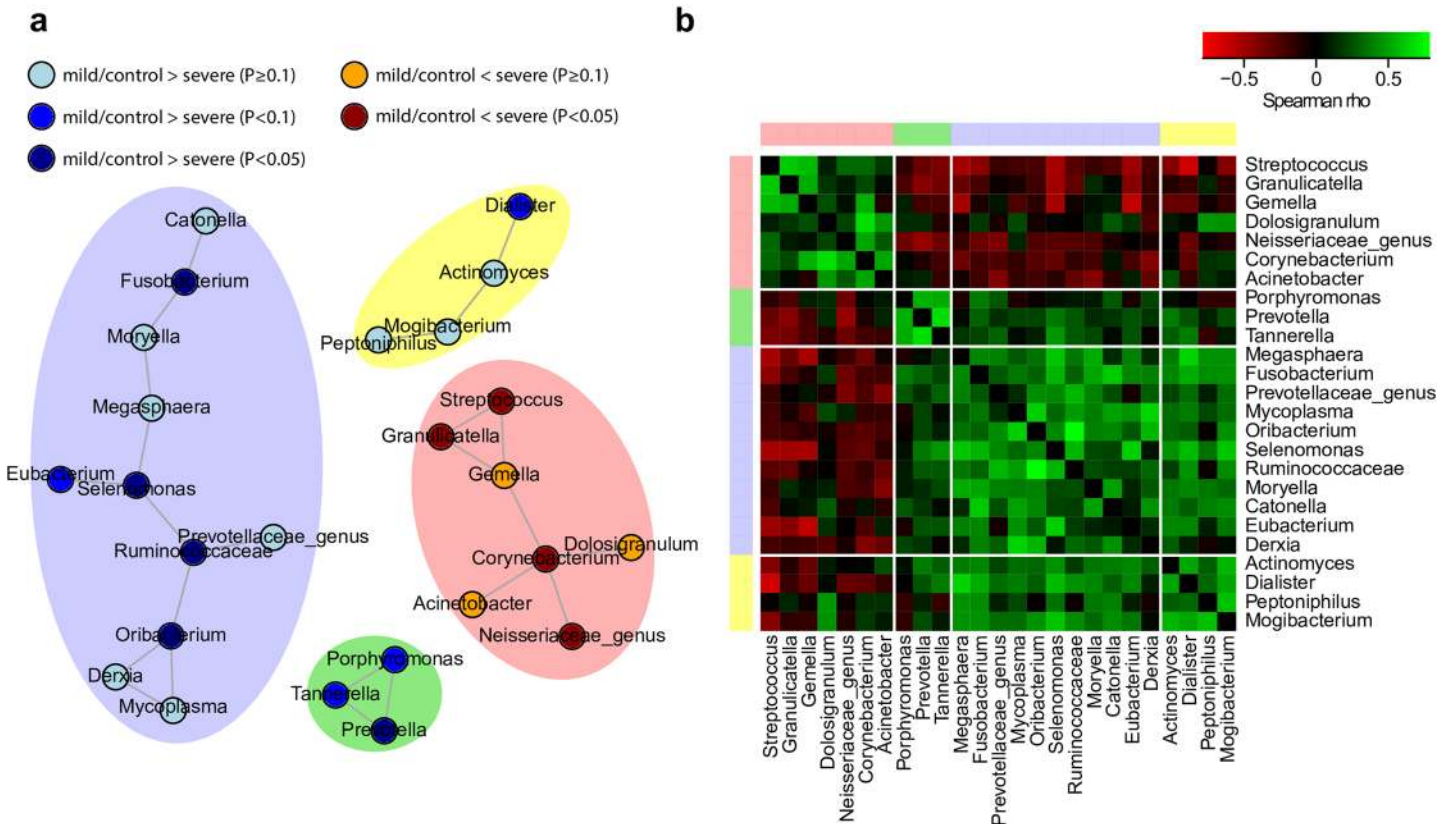 a
mild/control > severe (P≥0.1)
mild/control < severe (P≥0.1)
mild/control > severe (P<0.1)
mild/control < severe (P<0.05)
mild/control > severe (P<0.05)
Catonella
Fusobacterium
Moryella
Megasphaera
Eubacterium
Selenomonas
Prevotellaceae_genus
Ruminococcaceae
Oribacterium
Derxia
Mycoplasma
Dialister
Actinomyces
Mogibacterium
Peptoniphilus
Streptococcus
Granulicatella
Gemella
Dolosigranulum
Corynebacterium
Acinetobacter
Neisseriaceae_genus
Porphyromonas
Tannerella
Prevotella
b
−0.5 0 0.5
Spearman rho
Streptococcus
Granulicatella
Gemella
Dolosigranulum
Neisseriaceae_genus
Corynebacterium
Acinetobacter
Porphyromonas
Prevotella
Tannerella
Megasphaera
Fusobacterium
Prevotellaceae_genus
Mycoplasma
Oribacterium
Selenomonas
Ruminococcaceae
Moryella
Catonella
Eubacterium
Derxia
Actinomyces
Dialister
Peptoniphilus
Mogibacterium
Streptococcus
Granulicatella
Gemella
Dolosigranulum
Neisseriaceae_genus
Corynebacterium
Acinetobacter
Porphyromonas
Prevotella
Tannerella
Megasphaera
Fusobacterium
Prevotellaceae_genus
Mycoplasma
Oribacterium
Selenomonas
Ruminococcaceae
Moryella
Catonella
Eubacterium
Derxia
Actinomyces
Dialister
Peptoniphilus
Mogibacterium